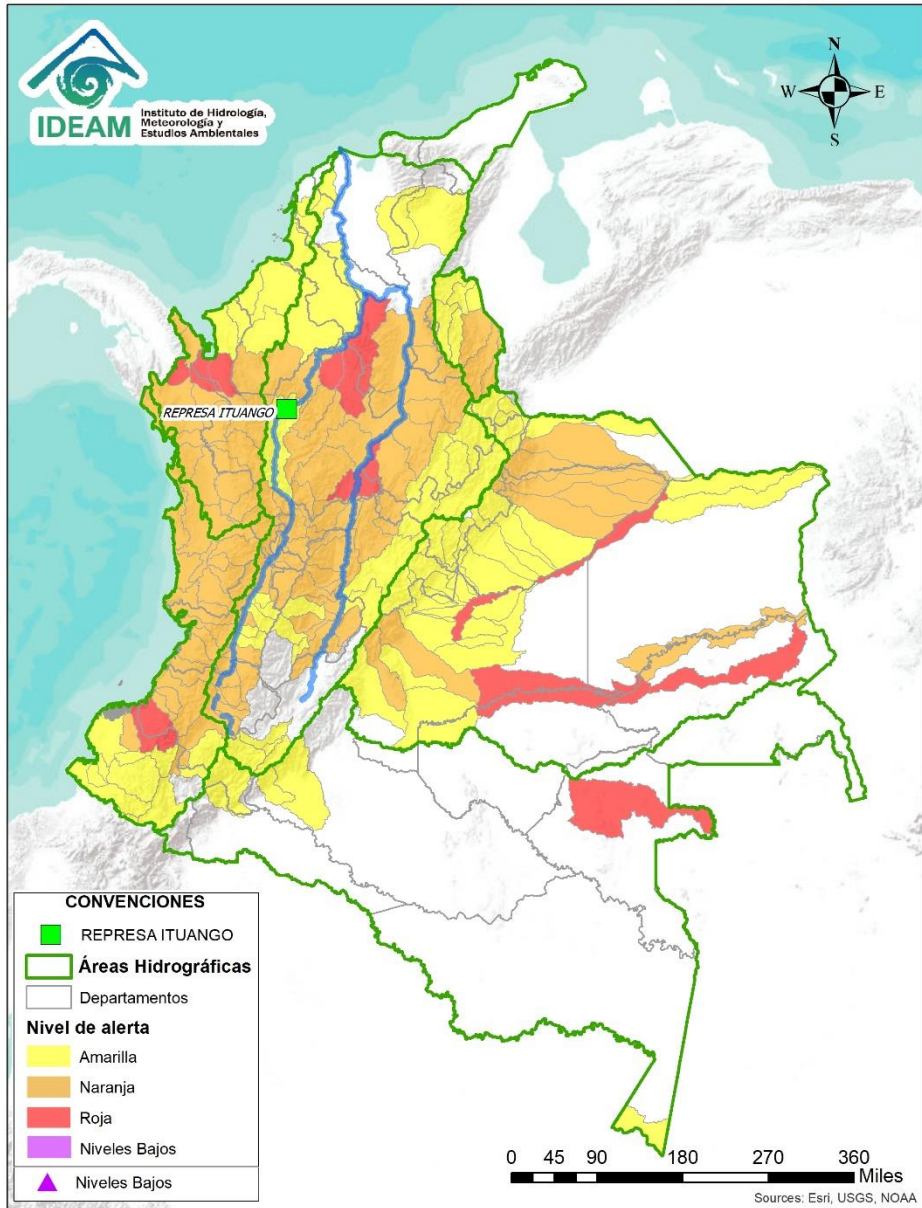 IDEAM
Instituto de Hidrología,
Meteorología y
Estudios Ambientales
N
W
E
S
REPRESA ITUANGO
CONVENCIONES
REPRESA ITUANGO
Áreas Hidrográficas
Departamentos
Nivel de alerta
Amarilla
Naranja
Roja
Niveles Bajos
Niveles Bajos
0 45 90 180 270 360
Miles
Sources: Esri, USGS, NOAA